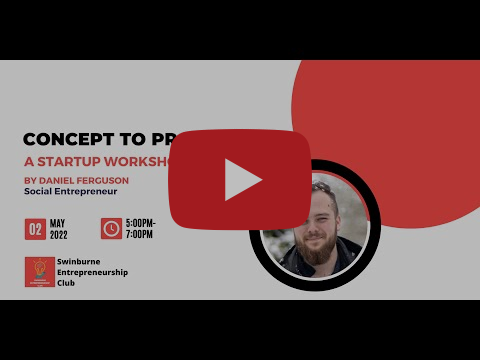 CONCEPT TO PR
A STARTUP WORKSHO
BY DANIEL FERGUSON
Social Entrepreneur
02
MAY
2022
5:00PM-
7:00PM
Swinburne
Entrepreneurship
Club